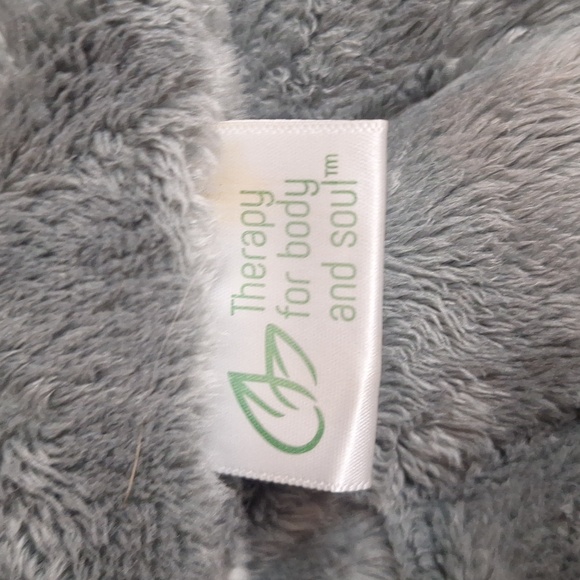 Therapy
for body
and soul™